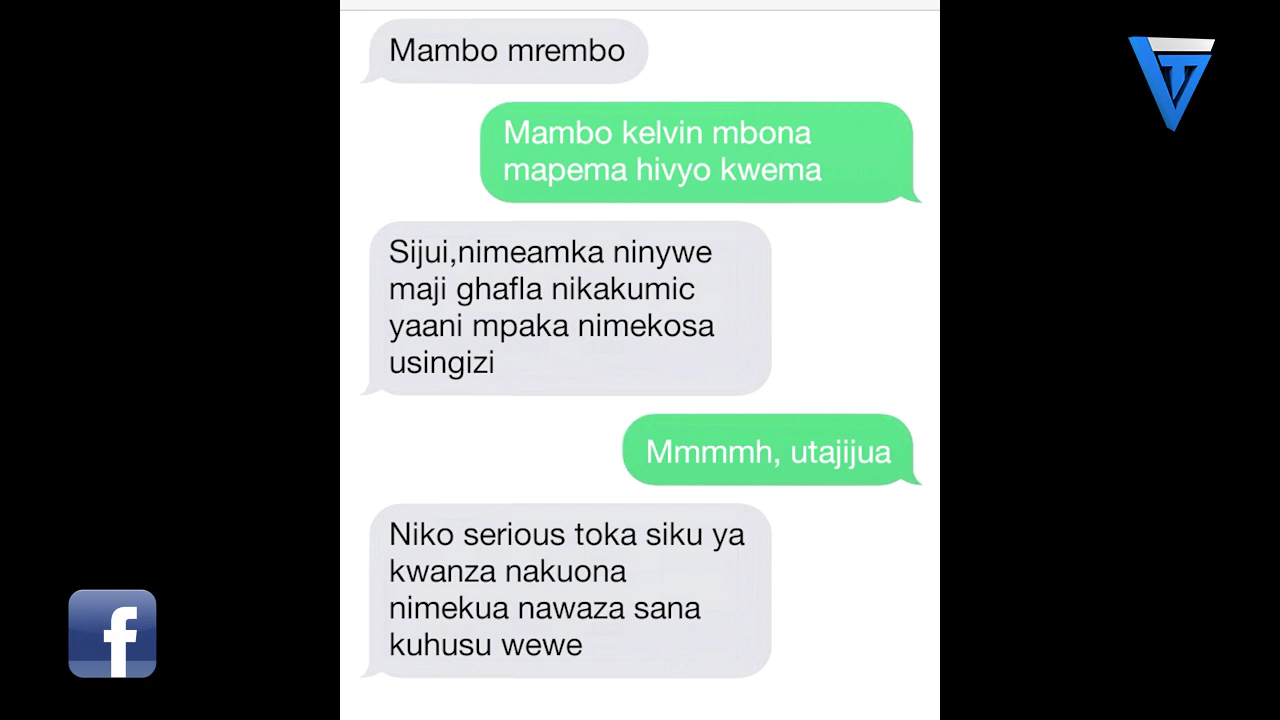 Mambo mrembo
Mambo kelvin mbona
mapema hivyo kwema
Sijui,nimeamka ninywe
maji ghafla nikakumic
yaani mpaka nimekosa
usingizi
Mmmmh, utajijua
Niko serious toka siku ya
kwanza nakuona
nimekua nawaza sana
kuhusu wewe
f